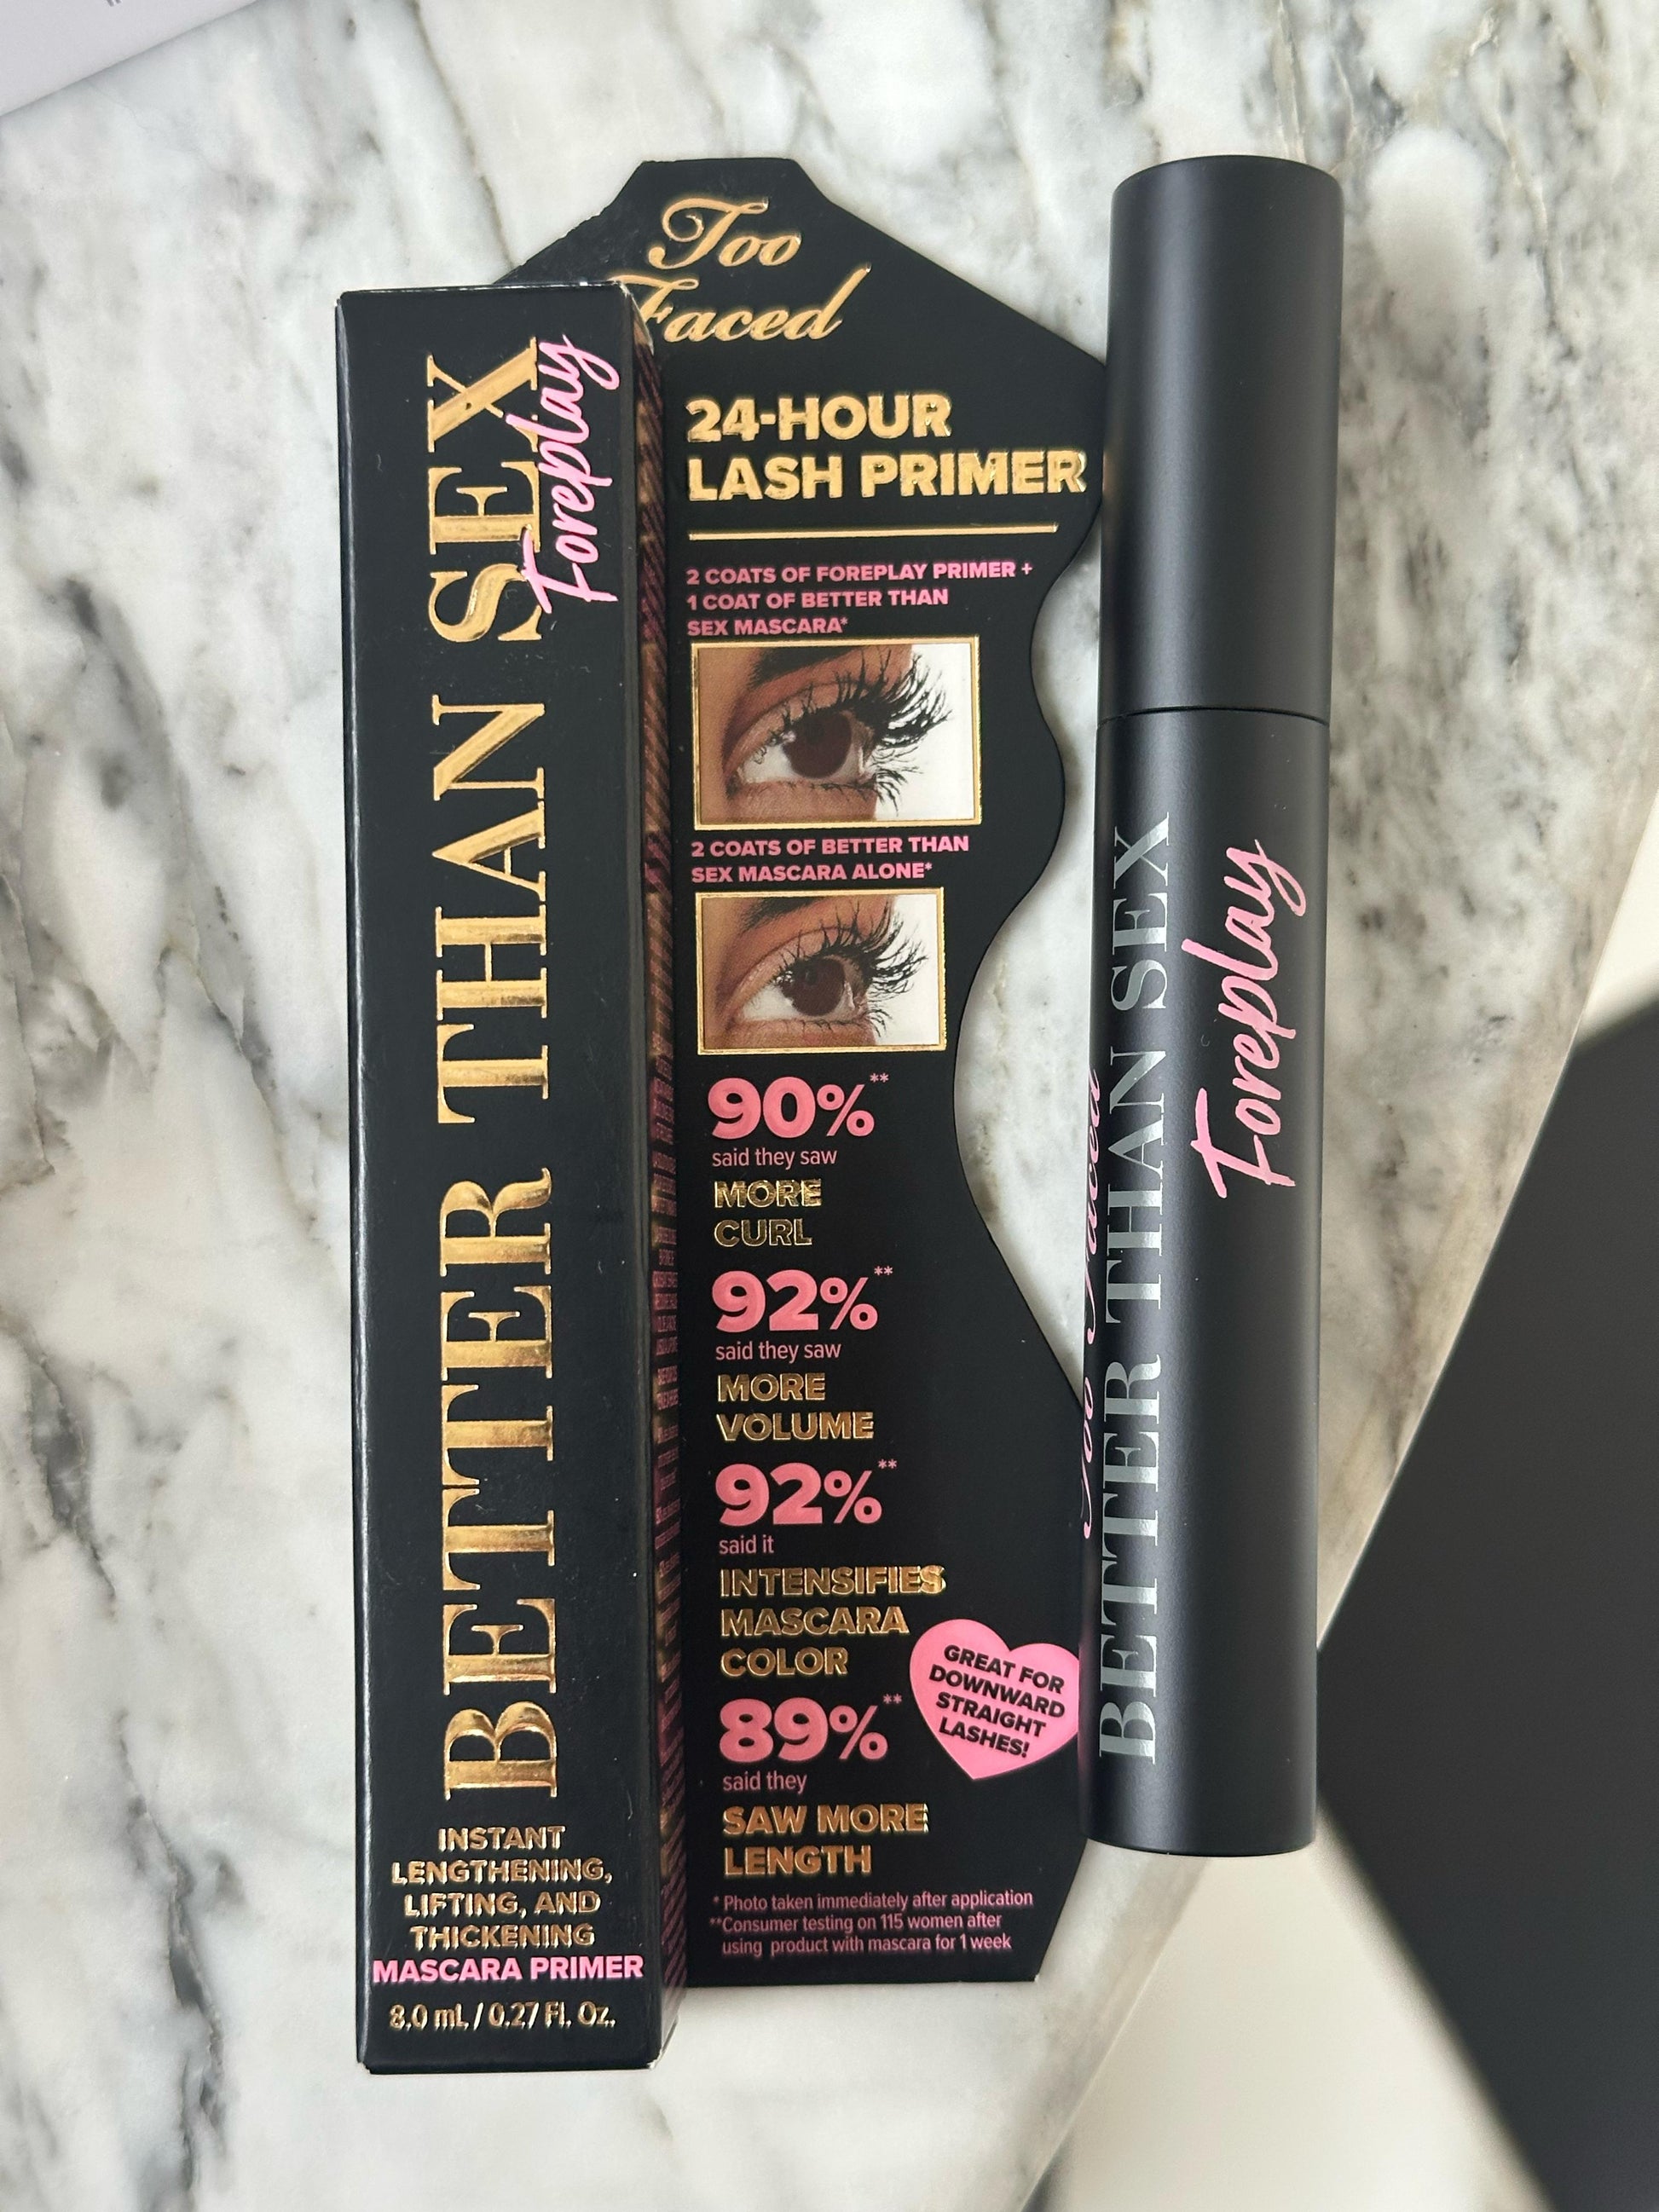 BETTER THAN SEX
Foreplay
INSTANT
LENGTHENING,
LIFTING, AND
THICKENING
MASCARA PRIMER
8.0 mL / 0.27 Fl. Oz.
Too
Faced
24-HOUR
LASH PRIMER
2 COATS OF FOREPLAY PRIMER +
1 COAT OF BETTER THAN
SEX MASCARA*
2 COATS OF BETTER THAN
SEX MASCARA ALONE*
90%**
said they saw
MORE
CURL
92%**
said they saw
MORE
VOLUME
92%**
said it
INTENSIFIES
MASCARA
COLOR
89%**
said they
SAW MORE
LENGTH
GREAT FOR
DOWNWARD
STRAIGHT
LASHES!
* Photo taken immediately after application
**Consumer testing on 115 women after
using product with mascara for 1 week
Too Faced
BETTER THAN SEX
Foreplay